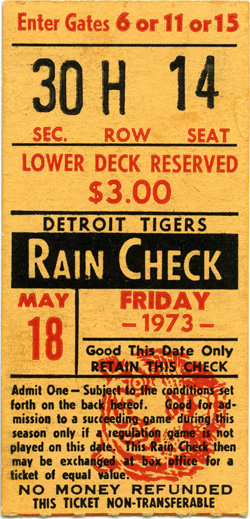 Enter Gates 6 or 11 or 15
30 H 14
SEC. ROW SEAT
LOWER DECK RESERVED
$3.00
DETROIT TIGERS
RAIN CHECK
MAY FRIDAY
18 –1973–
Good This Date Only
RETAIN THIS CHECK
Admit One — Subject to the conditions set
forth on the back hereof. Good for ad-
mission to a succeeding game during this
season only if a regulation game is not
played on this date. This Rain Check then
may be exchanged at box office for a
ticket of equal value.
NO MONEY REFUNDED
THIS TICKET NON-TRANSFERABLE